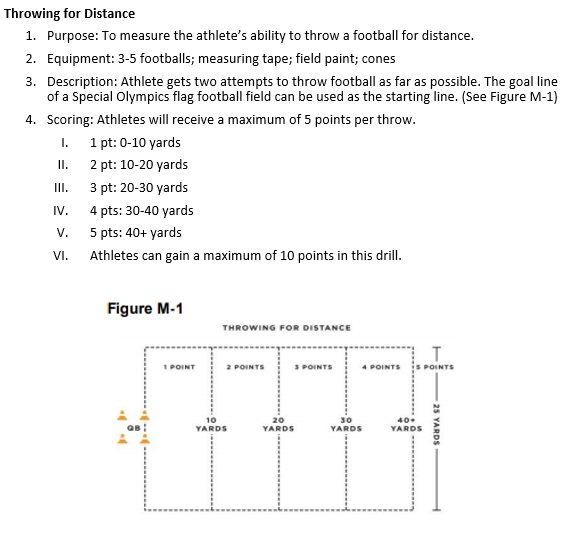 Throwing for Distance
1. Purpose: To measure the athlete's ability to throw a football for distance.
2. Equipment: 3-5 footballs; measuring tape; field paint; cones
3. Description: Athlete gets two attempts to throw football as far as possible. The goal line
of a Special Olympics flag football field can be used as the starting line. (See Figure M-1)
4. Scoring: Athletes will receive a maximum of 5 points per throw.
I. 1 pt: 0-10 yards
II. 2 pt: 10-20 yards
III. 3 pt: 20-30 yards
IV. 4 pts: 30-40 yards
V. 5 pts: 40+ yards
VI. Athletes can gain a maximum of 10 points in this drill.
Figure M-1
THROWING FOR DISTANCE
1 POINT 2 POINTS 3 POINTS 4 POINTS 5 POINTS
QB
10 20 30 40+
YARDS YARDS YARDS YARDS
25 YARDS